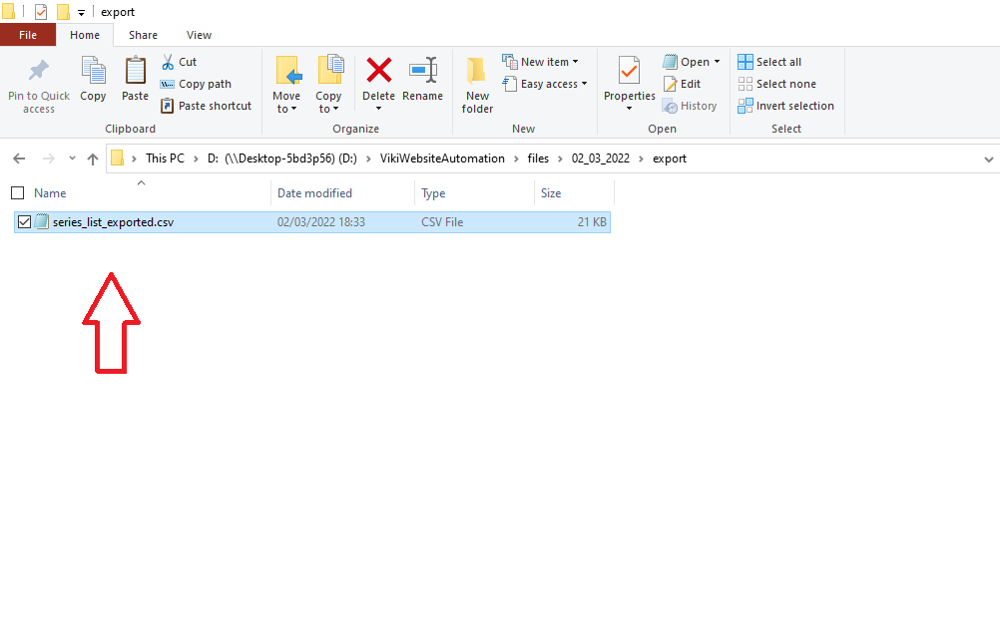 export
File Home Share View
Pin to Quick access
Copy
Paste
Cut
Copy path
Paste shortcut
Clipboard
Move to
Copy to
Delete
Rename
Organize
New folder
New item
Easy access
New
Properties
Open
Edit
History
Open
Select all
Select none
Invert selection
Select
This PC D: (\\Desktop-5bd3p56) (D:) VikiWebsiteAutomation files 02_03_2022 export
Name Date modified Type Size
series_list_exported.csv 02/03/2022 18:33 CSV File 21 KB